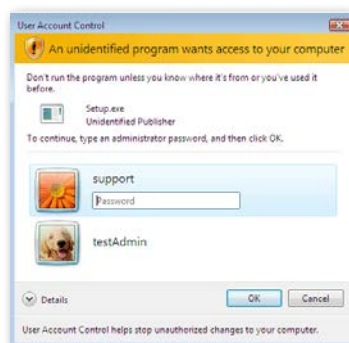 User Account Control
An unidentified program wants access to your computer
Don't run the program unless you know where it's from or you've used it
before.
Setup.exe
Unidentified Publisher
To continue, type an administrator password, and then click OK.
support
Password
testAdmin
Details
OK
Cancel
User Account Control helps stop unauthorized changes to your computer.